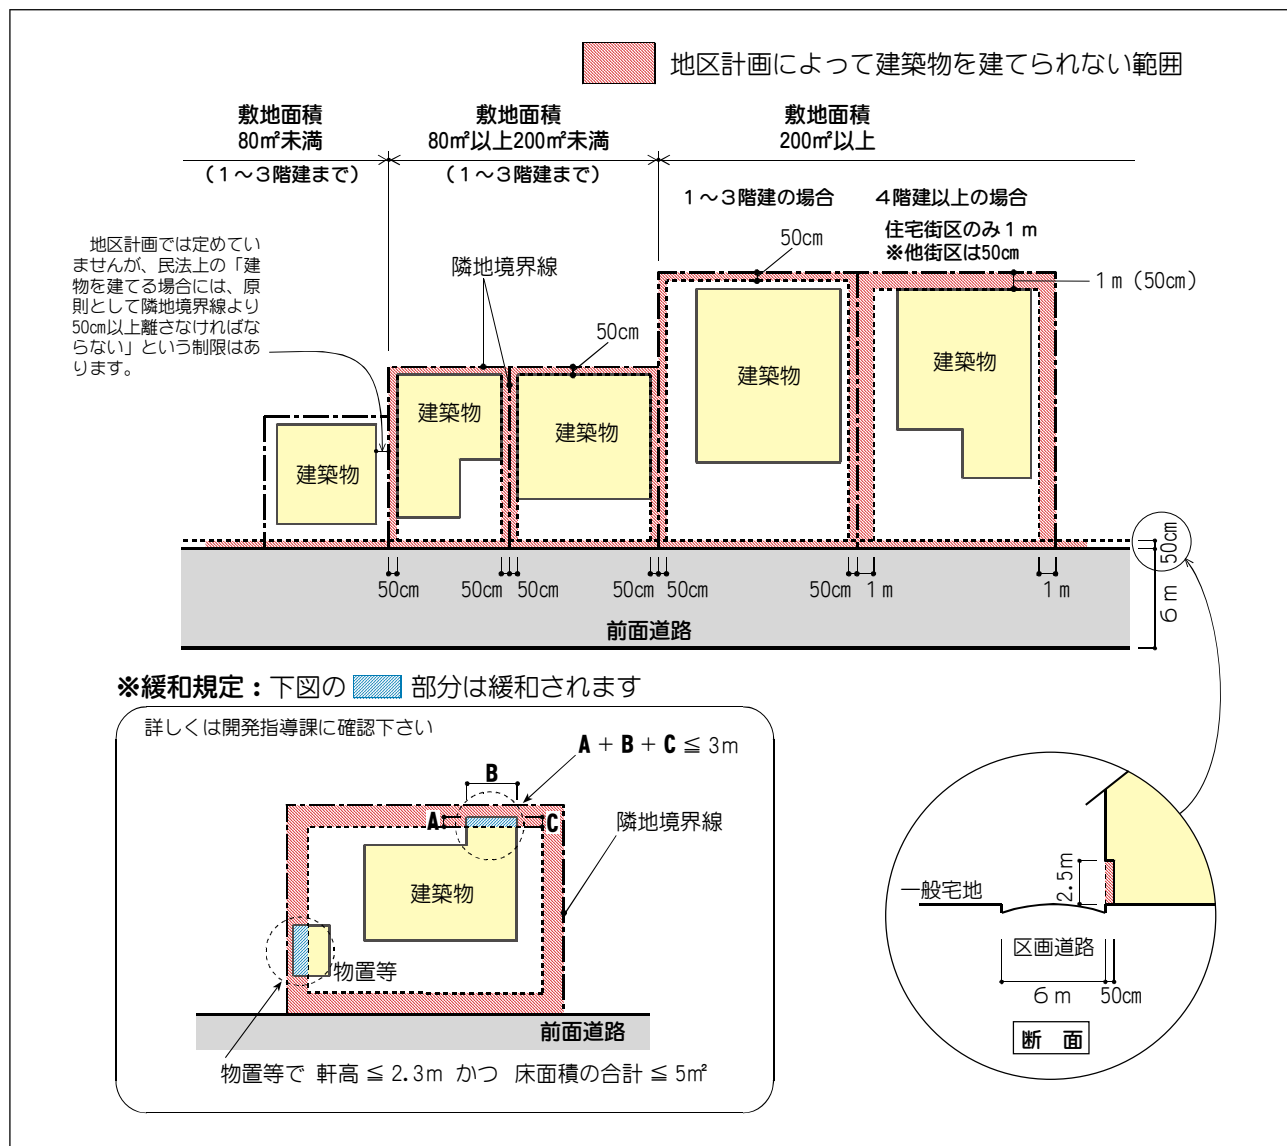 地区計画によって建築物を建てられない範囲
敷地面積
80㎡未満
(1〜3階建まで)
敷地面積
80㎡以上200㎡未満
(1〜3階建まで)
敷地面積
200㎡以上
1〜3階建の場合
4階建以上の場合
住宅街区のみ1m
※他街区は50㎝
地区計画では定めてい
ませんが、民法上の「建
物を建てる場合には、原
則として隣地境界線より
50㎝以上離さなければな
らない」という制限はあ
ります。
隣地境界線
50㎝
50㎝
1m(50㎝)
建築物
建築物
建築物
建築物
建築物
50㎝
50㎝
50㎝
50㎝
50㎝
50㎝
1m
1m
50㎝
6m
前面道路
※緩和規定：下図の 部分は緩和されます
詳しくは開発指導課に確認下さい
A + B + C ≦ 3m
B
A
C
隣地境界線
建築物
物置等
前面道路
物置等で 軒高 ≦ 2.3m かつ 床面積の合計 ≦ 5㎡
2.5m
一般宅地
区画道路
6m
50㎝
断 面